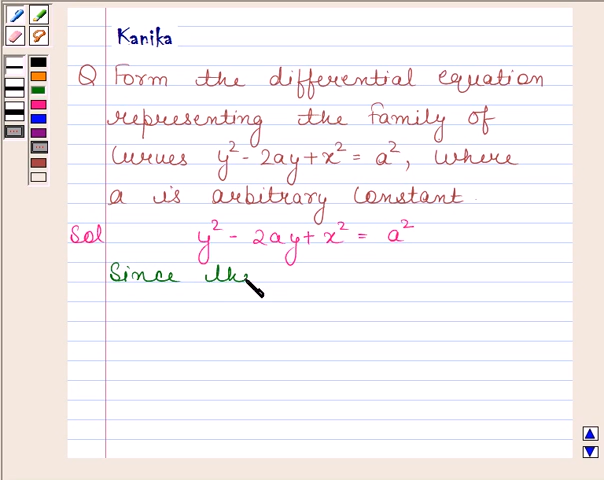 Kanika
Q Form the differential equation
representing the family of
curves y² - 2ay + x² = a², where
a is arbitrary constant.
Sol y² - 2ay + x² = a²
Since the